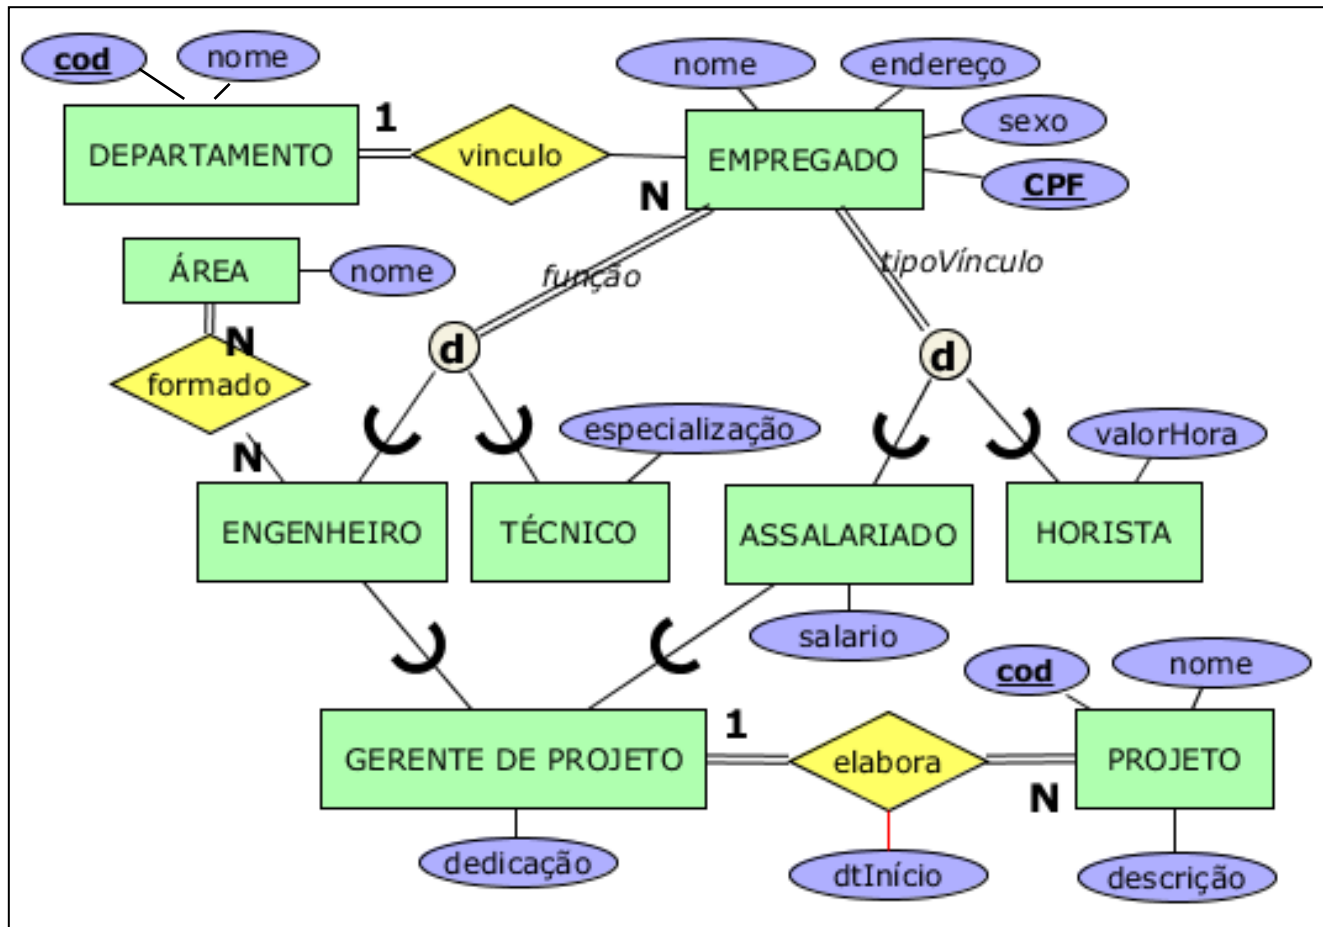 cod
nome
nome
endereço
sexo
CPF
DEPARTAMENTO
1
vinculo
EMPREGADO
N
ÁREA
nome
função
tipoVínculo
N
formado
d
d
N
especialização
valorHora
ENGENHEIRO
TÉCNICO
ASSALARIADO
HORISTA
salario
cod
nome
GERENTE DE PROJETO
1
elabora
N
PROJETO
dedicação
dtInício
descrição